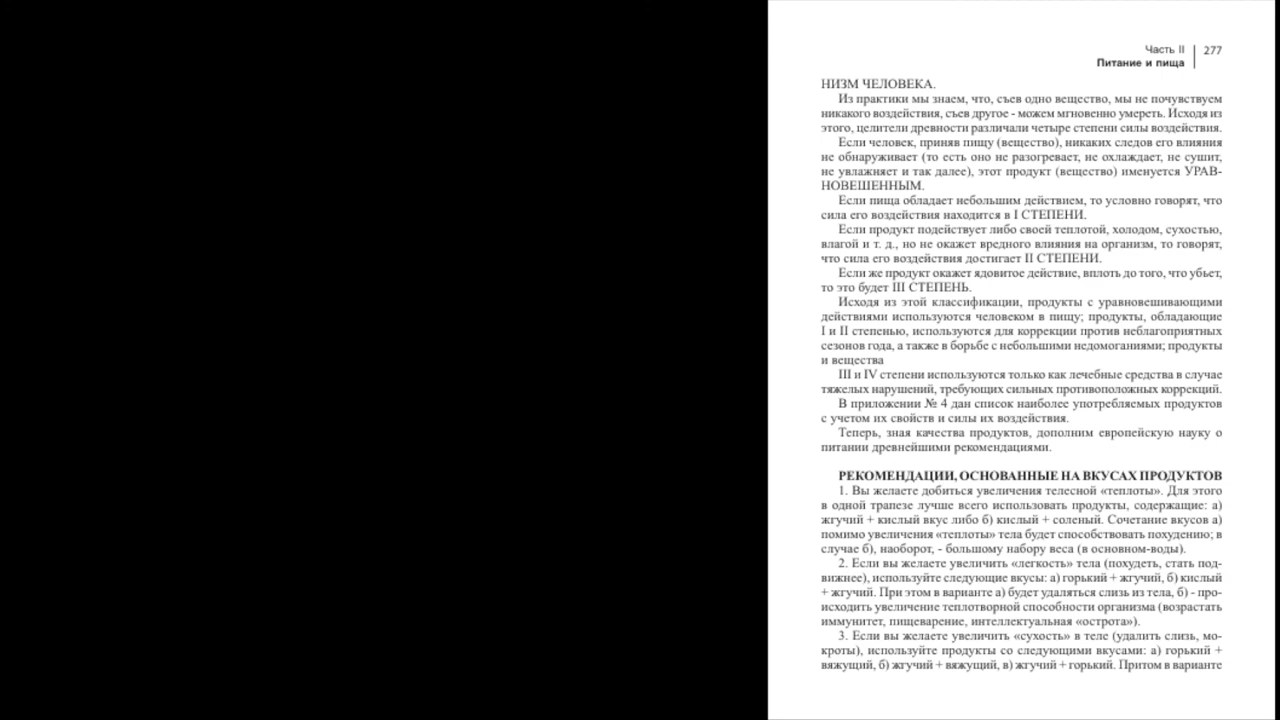 Часть II
277
Питание и пища
НИЗМ ЧЕЛОВЕКА.
Из практики мы знаем, что, съев одно вещество, мы не почувствуем
никакого воздействия, съев другое - можем мгновенно умереть. Исходя из
этого, целители древности различали четыре степени силы воздействия.
Если человек, приняв пищу (вещество), никаких следов его влияния
не обнаруживает (то есть оно не разогревает, не охлаждает, не сушит,
не увлажняет и так далее), этот продукт (вещество) именуется УРАВ-
НОВЕШЕННЫМ.
Если пища обладает небольшим действием, то условно говорят, что
сила его воздействия находится в I СТЕПЕНИ.
Если продукт подействует либо своей теплотой, холодом, сухостью,
влагой и т. д., но не окажет вредного влияния на организм, то говорят,
что сила его воздействия достигает II СТЕПЕНИ.
Если же продукт окажет ядовитое действие, вплоть до того, что убьет,
то это будет III СТЕПЕНЬ.
Исходя из этой классификации, продукты с уравновешивающими
действиями используются человеком в пищу; продукты, обладающие
I и II степенью, используются для коррекции против неблагоприятных
сезонов года, а также в борьбе с небольшими недомоганиями; продукты
и вещества
III и IV степени используются только как лечебные средства в случае
тяжелых нарушений, требующих сильных противоположных коррекций.
В приложении № 4 дан список наиболее употребляемых продуктов
с учетом их свойств и силы их воздействия.
Теперь, зная качества продуктов, дополним европейскую науку о
питании древнейшими рекомендациями.
РЕКОМЕНДАЦИИ, ОСНОВАННЫЕ НА ВКУСАХ ПРОДУКТОВ
1. Вы желаете добиться увеличения телесной «теплоты». Для этого
в одной трапезе лучше всего использовать продукты, содержащие: а)
жгучий + кислый вкус либо б) кислый + соленый. Сочетание вкусов а)
помимо увеличения «теплоты» тела будет способствовать похудению; в
случае б), наоборот, - большому набору веса (в основном-воды).
2. Если вы желаете увеличить «легкость» тела (похудеть, стать под-
вижнее), используйте следующие вкусы: а) горький + жгучий, б) кислый
+ жгучий. При этом в варианте а) будет удаляться слизь из тела, б) - про-
исходить увеличение теплотворной способности организма (возрастать
иммунитет, пищеварение, интеллектуальная «острота»).
3. Если вы желаете увеличить «сухость» в теле (удалить слизь, мо-
кроты), используйте продукты со следующими вкусами: а) горький +
вяжущий, б) жгучий + вяжущий, в) жгучий + горький. Притом в варианте